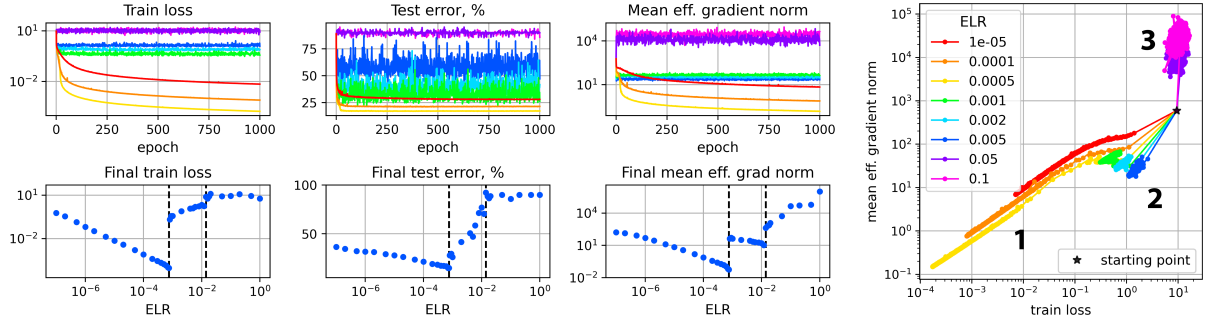 Train loss
10^1
10^-2
0 250 500 750 1000
epoch
Test error, %
75
50
25
0 250 500 750 1000
epoch
Mean eff. gradient norm
10^4
10^1
0 250 500 750 1000
epoch
Final train loss
10^1
10^-2
10^-6 10^-4 10^-2 10^0
ELR
Final test error, %
100
50
10^-6 10^-4 10^-2 10^0
ELR
Final mean eff. grad norm
10^4
10^1
10^-2
10^-6 10^-4 10^-2 10^0
ELR
mean eff. gradient norm
10^5
10^4
10^3
10^2
10^1
10^0
10^-1
ELR
1e-05
0.0001
0.0005
0.001
0.002
0.005
0.05
0.1
3
2
1
starting point
10^-4 10^-3 10^-2 10^-1 10^0 10^1
train loss